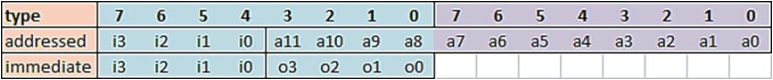 type 7 6 5 4 3 2 1 0 7 6 5 4 3 2 1 0
addressed i3 i2 i1 i0 a11 a10 a9 a8 a7 a6 a5 a4 a3 a2 a1 a0
immediate i3 i2 i1 i0 o3 o2 o1 o0